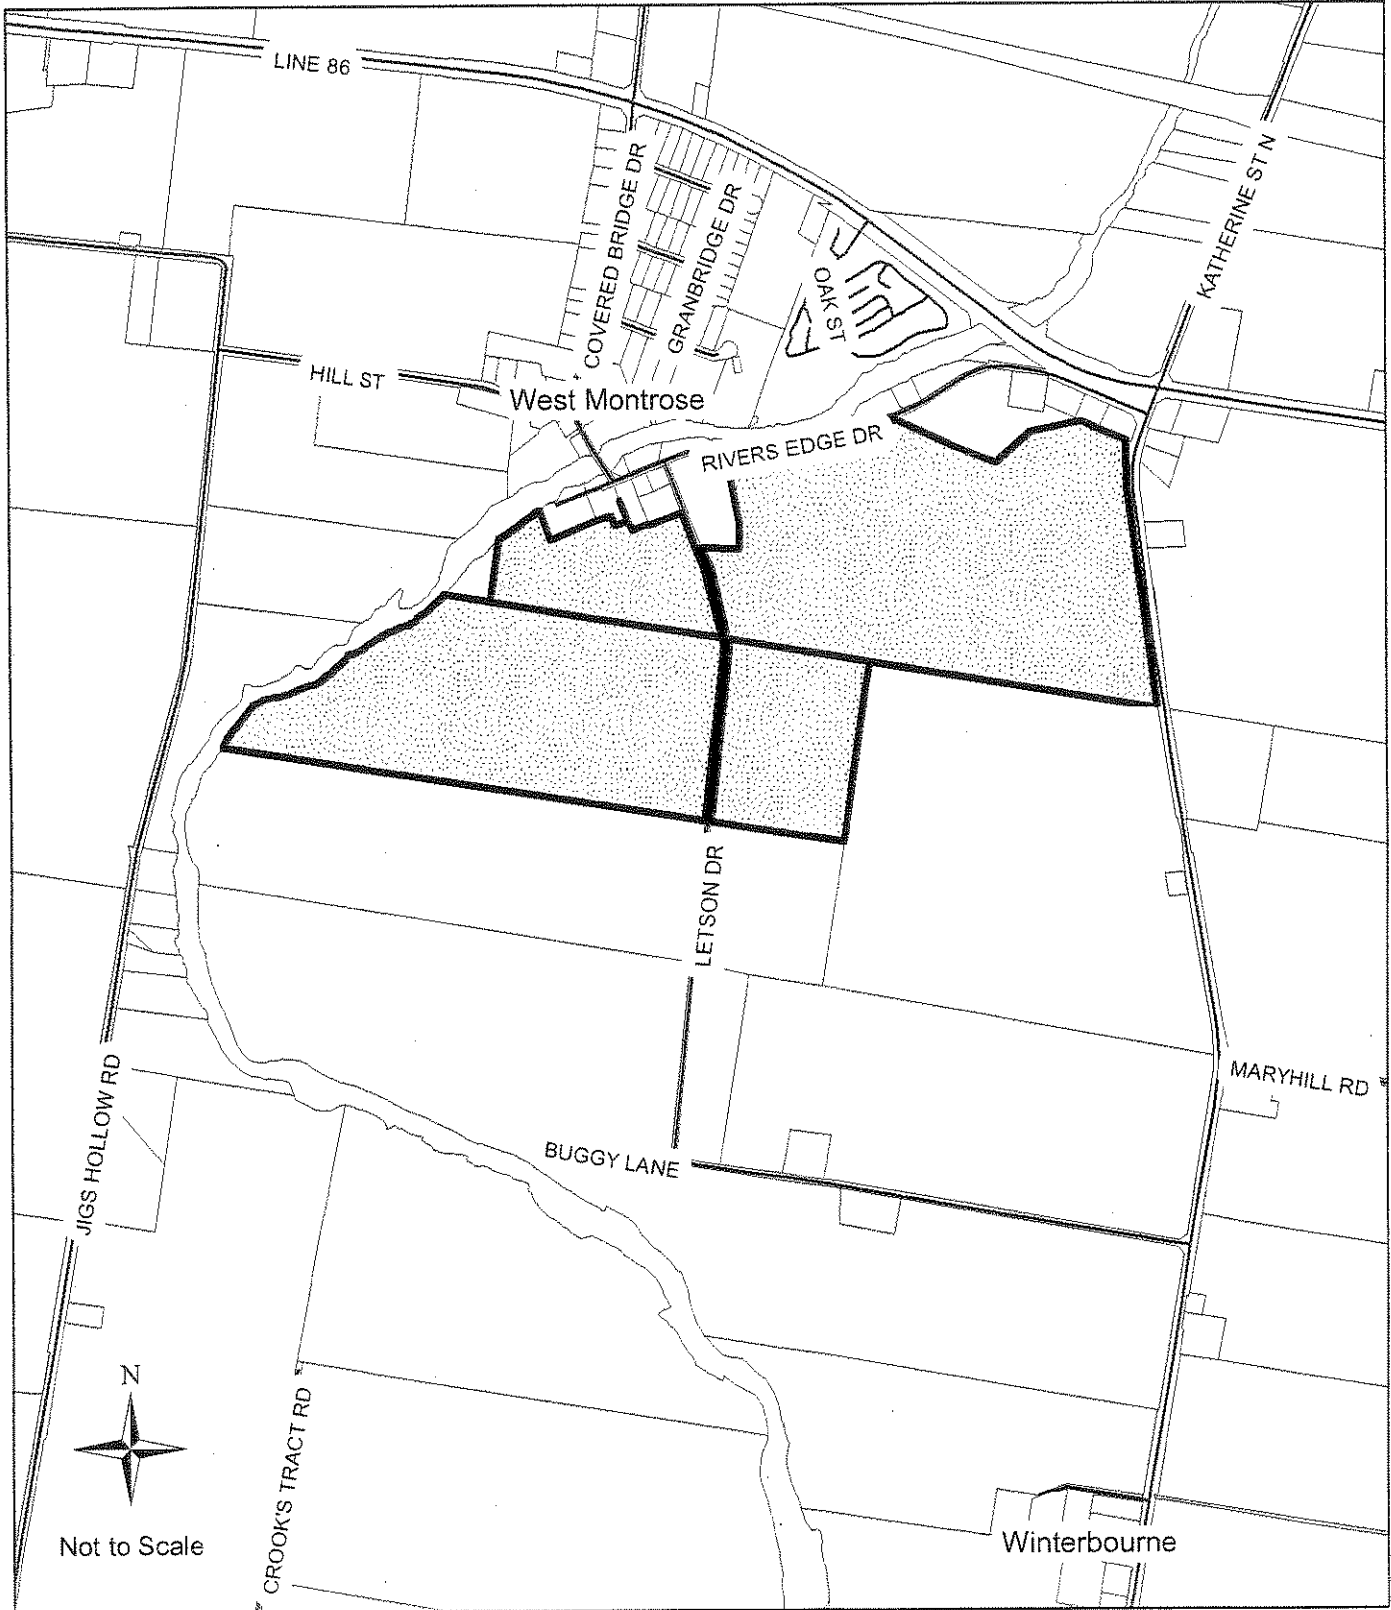 LINE 86
COVERED BRIDGE DR
GRANBRIDGE DR
KATHERINE ST N
OAK ST
HILL ST
West Montrose
RIVERS EDGE DR
LETSON DR
JIGS HOLLOW RD
MARYHILL RD
BUGGY LANE
N
CROOK'S TRACT RD
Not to Scale
Winterbourne